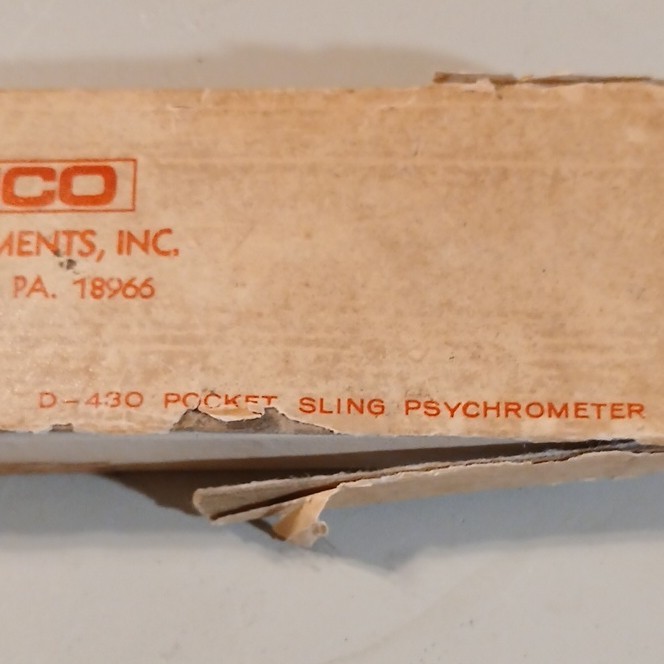 CO
MENTS, INC.
PA. 18966
D-430 POCKET SLING PSYCHROMETER